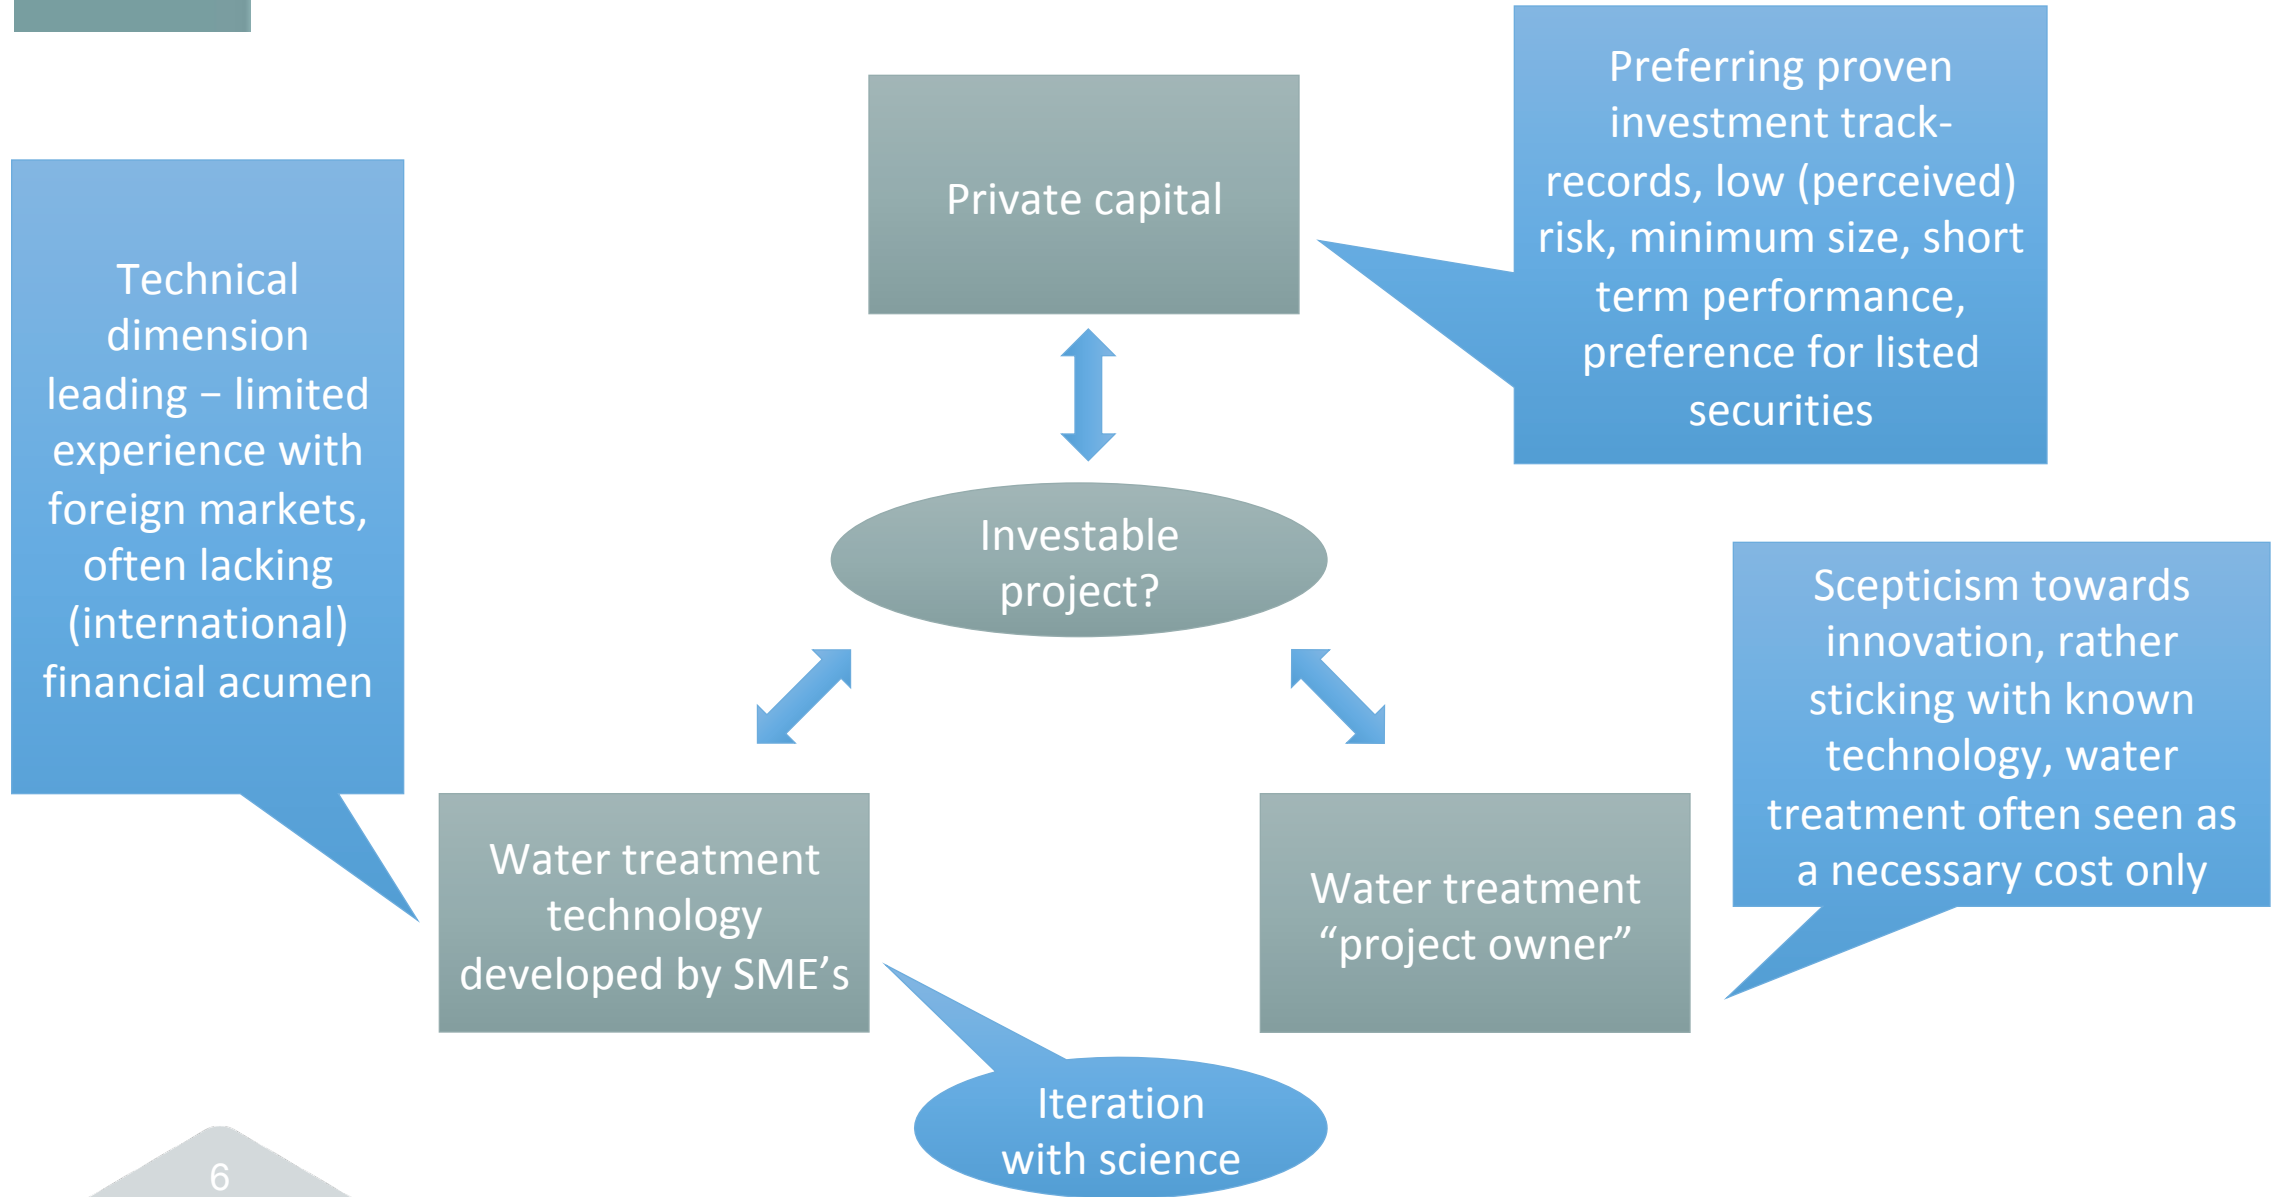 Private capital
Preferring proven
investment track-
records, low (perceived)
risk, minimum size, short
term performance,
preference for listed
securities
Technical
dimension
leading – limited
experience with
foreign markets,
often lacking
(international)
financial acumen
Investable
project?
Scepticism towards
innovation, rather
sticking with known
technology, water
treatment often seen as
a necessary cost only
Water treatment
technology
developed by SME’s
Water treatment
“project owner”
Iteration
with science
6